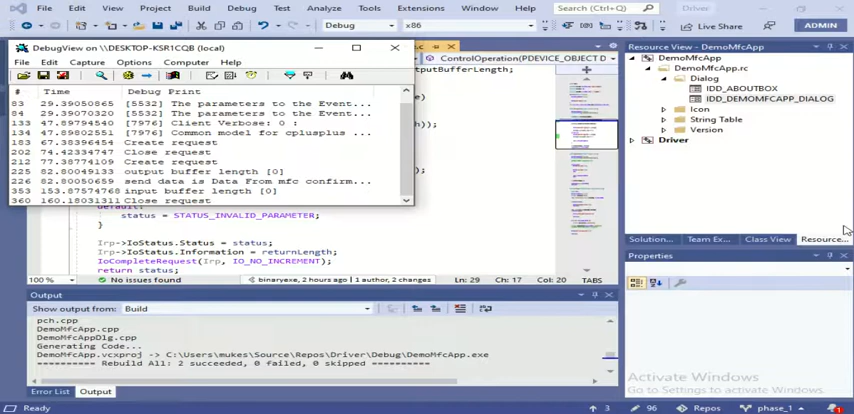 File Edit View Project Build Debug Test Analyze Tools Extensions Window Help Search (Ctrl+Q) Driver
Debug x86 Live Share ADMIN
DebugView on \\DESKTOP-KSR1CQB (local)
File Edit Capture Options Computer Help
# Time Debug Print
83 29.39050865 [5532] The parameters to the Event...
84 29.39070320 [5532] The parameters to the Event...
133 47.89794540 [7976] Client Verbose: 0 :
134 47.89802551 [7976] Common model for cplusplus ...
183 67.38399454 Create request
202 74.42334747 Close request
212 77.38774109 Create request
225 82.80049133 output buffer length [0]
226 82.80059051 send data is Data From mfc confirm...
353 153.87574768 input buffer length [0]
360 160.18031311 Close request
ControlOperation(PDEVICE_OBJECT D
tputBufferLength;
h));
);
default:
status = STATUS_INVALID_PARAMETER;
}
Irp->IoStatus.Status = status;
Irp->IoStatus.Information = returnLength;
IoCompleteRequest(Irp, IO_NO_INCREMENT);
return status;
100 % No issues found binaryexe, 2 hours ago | 1 author, 2 changes Ln: 29 Ch: 17 Col: 20 TABS
Output
Show output from: Build
pch.cpp
DemoMfcApp.cpp
DemoMfcAppDlg.cpp
Generating Code...
DemoMfcApp.vcxproj -> C:\Users\mukes\Source\Repos\Driver\Debug\DemoMfcApp.exe
========== Rebuild All: 2 succeeded, 0 failed, 0 skipped ==========
Error List Output
Resource View - DemoMfcApp
DemoMfcApp
DemoMfcApp.rc
Dialog
IDD_ABOUTBOX
IDD_DEMOMFCAPP_DIALOG
Icon
String Table
Version
Driver
Solution... Team Ex... Class View Resource...
Properties
Activate Windows
Go to Settings to activate Windows.
3 96 Repos phase_1 1